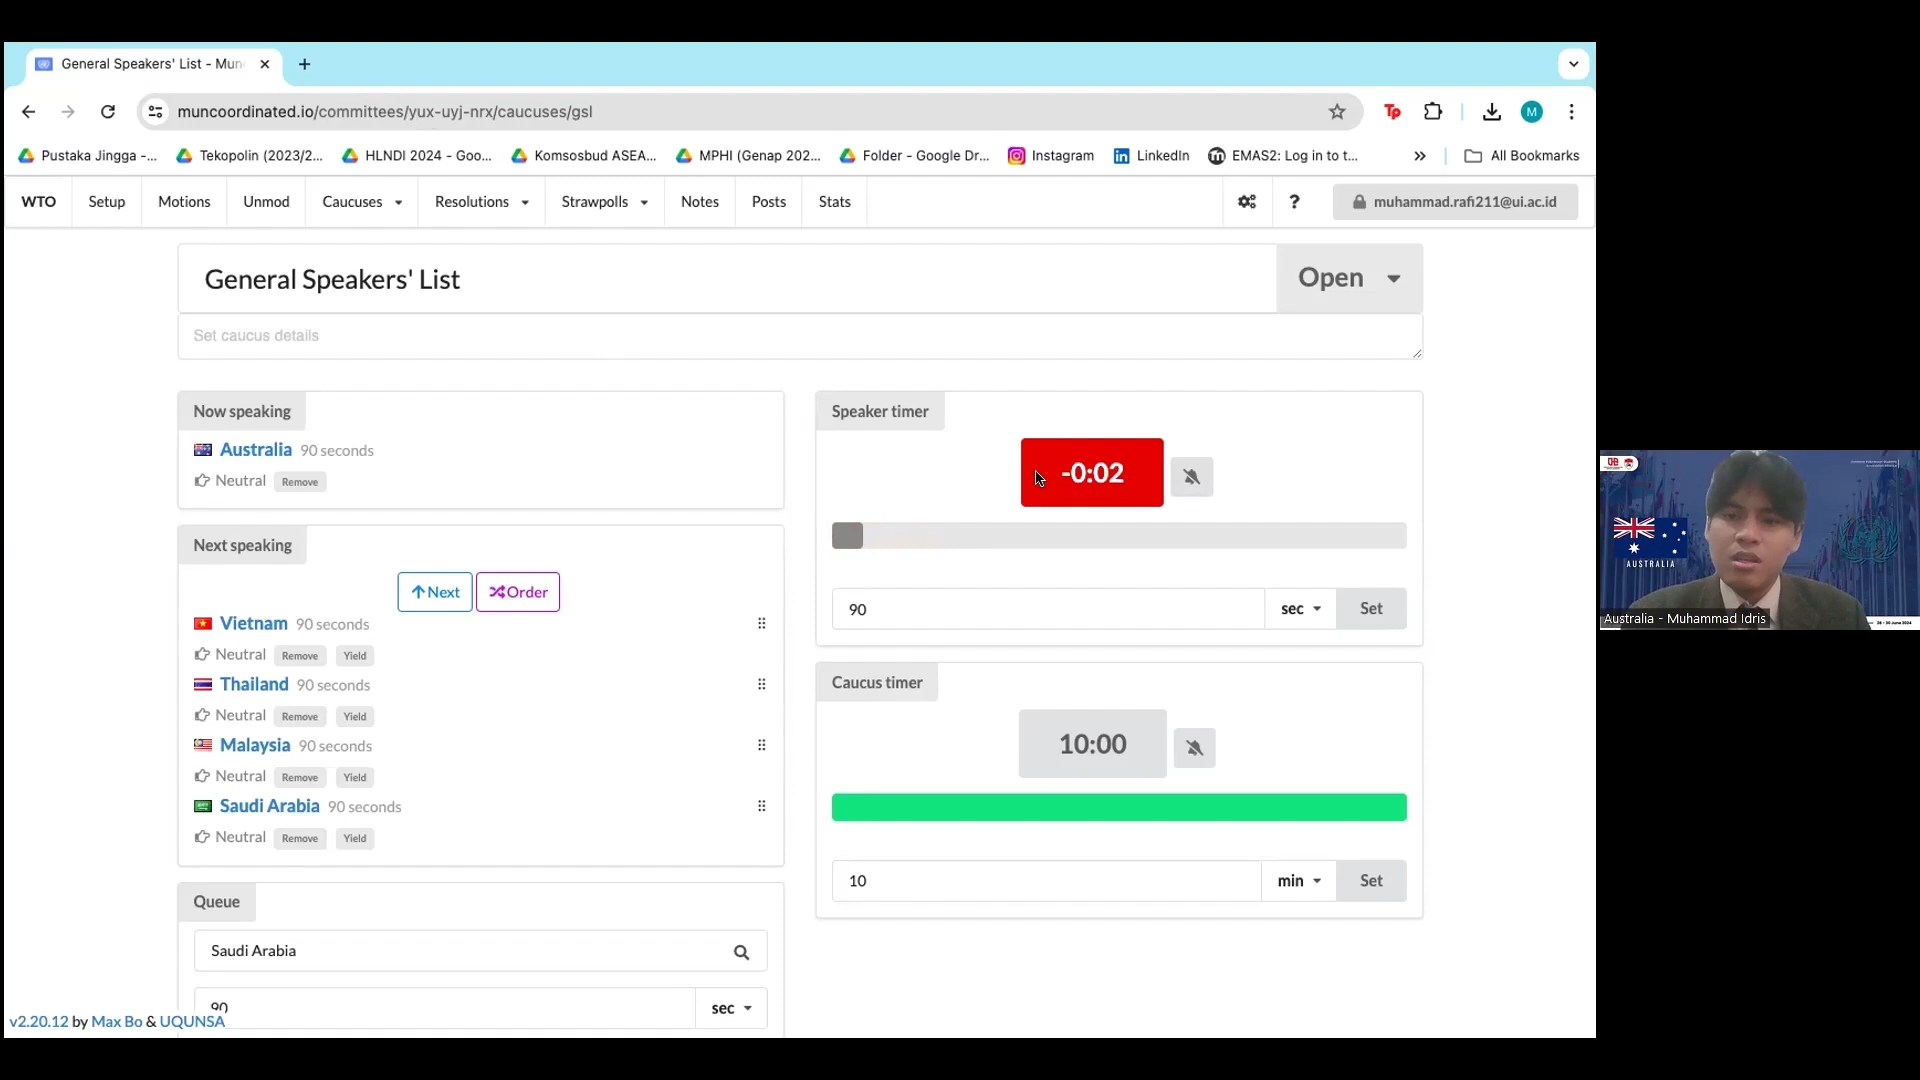 General Speakers' List - Mun
muncoordinated.io/committees/yux-uyj-nrx/caucuses/gsl
Tp
M
Pustaka Jingga -...
Tekopolin (2023/2...
HLNDI 2024 - Goo...
Komsosbud ASEA...
MPHI (Genap 202...
Folder - Google Dr...
Instagram
LinkedIn
EMAS2: Log in to t...
All Bookmarks
WTO
Setup
Motions
Unmod
Caucuses
Resolutions
Strawpolls
Notes
Posts
Stats
?
muhammad.rafi211@ui.ac.id
General Speakers' List
Open
Set caucus details
Now speaking
Australia 90 seconds
Neutral Remove
Next speaking
Next Order
Vietnam 90 seconds
Neutral Remove Yield
Thailand 90 seconds
Neutral Remove Yield
Malaysia 90 seconds
Neutral Remove Yield
Saudi Arabia 90 seconds
Neutral Remove Yield
Queue
Saudi Arabia
90 sec
v2.20.12 by Max Bo & UQUNSA
Speaker timer
-0:02
90 sec Set
Caucus timer
10:00
10 min Set
AUSTRALIA
Australia - Muhammad Idris